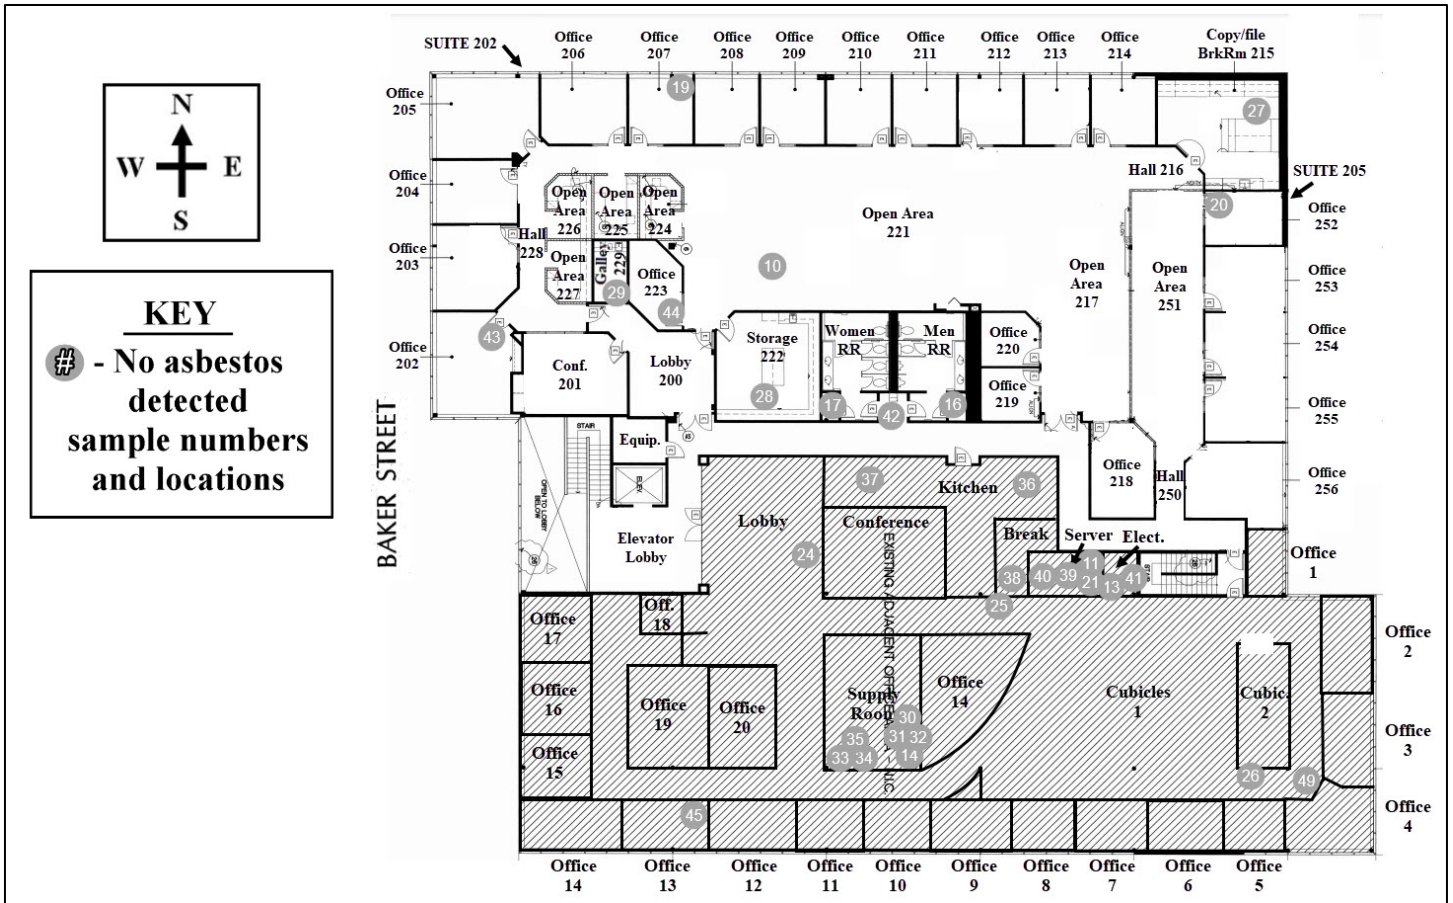 SUITE 202
Office
206
Office
207
Office
208
Office
209
Office
210
Office
211
Office
212
Office
213
Office
214
Copy/file
BrkRm 215
N
W
E
S
KEY
# - No asbestos
detected
sample numbers
and locations
Office
205
Office
204
Office
203
Office
202
19
27
Hall 216
SUITE 205
20
Office
252
Office
253
Office
254
Office
255
Office
256
Open
Area
226
Open
Area
225
Open
Area
224
Hall
228
Open
Area
227
Galley
229
29
Office
223
44
Open Area
221
10
Open
Area
217
Open
Area
251
43
Conf.
201
Lobby
200
Storage
222
28
Women
RR
Men
RR
17
42
16
Office
220
Office
219
Office
218
Hall
250
BAKER STREET
STAIR
Equip.
ELEV.
OPEN TO LOBBY
BELOW
Elevator
Lobby
Lobby
24
37
Kitchen
36
Conference
Break
Server
Elect.
38
40
39
11
21
13
41
25
STAIR
Office
1
EXISTING ADJACENT OFFICE
N.I.C.
Office
17
Off.
18
Office
16
Office
15
Office
19
Office
20
Supply
Room
30
31
32
35
33
34
14
Office
14
Cubicles
1
Cubic.
2
26
49
Office
2
Office
3
Office
4
45
Office
14
Office
13
Office
12
Office
11
Office
10
Office
9
Office
8
Office
7
Office
6
Office
5